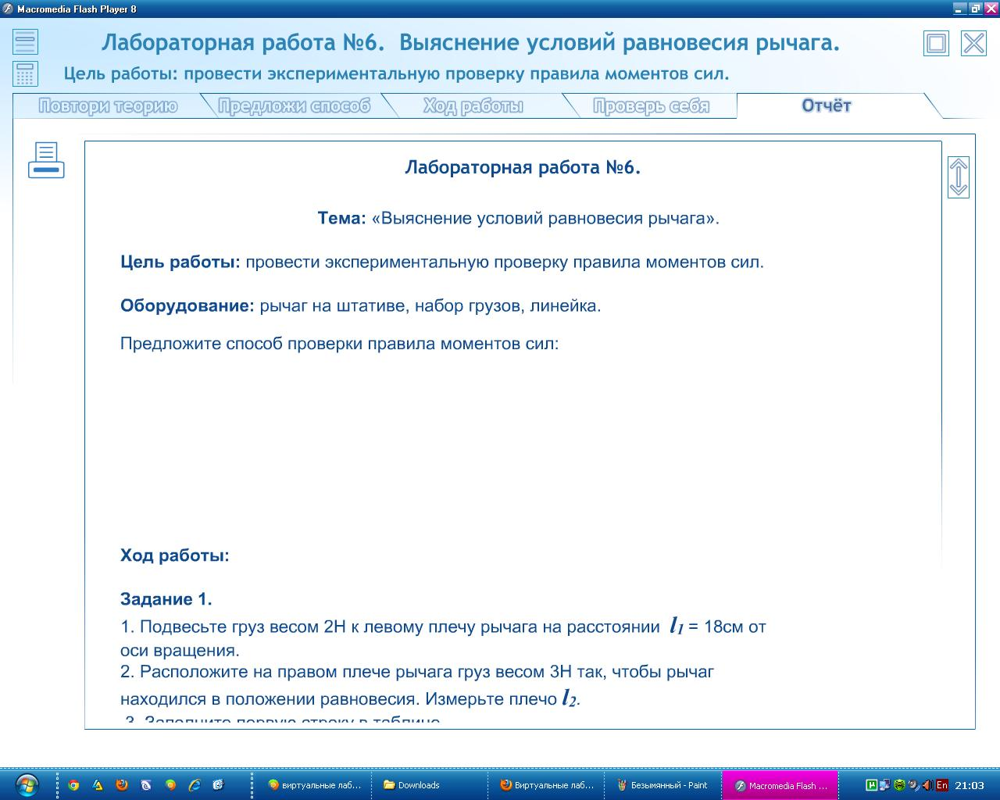 Macromedia Flash Player 8
Лабораторная работа №6. Выяснение условий равновесия рычага.
Цель работы: провести экспериментальную проверку правила моментов сил.
Повтори теорию
Предложи способ
Ход работы
Проверь себя
Отчёт
Лабораторная работа №6.
Тема: «Выяснение условий равновесия рычага».
Цель работы: провести экспериментальную проверку правила моментов сил.
Оборудование: рычаг на штативе, набор грузов, линейка.
Предложите способ проверки правила моментов сил:
Ход работы:
Задание 1.
1. Подвесьте груз весом 2Н к левому плечу рычага на расстоянии l1 = 18см от
оси вращения.
2. Расположите на правом плече рычага груз весом 3Н так, чтобы рычаг
находился в положении равновесия. Измерьте плечо l2.
3. Заполните первую строку в таблице
виртуальные лаб...
Downloads
Виртуальные лаб...
Безымянный - Paint
Macromedia Flash ...
En
21:03